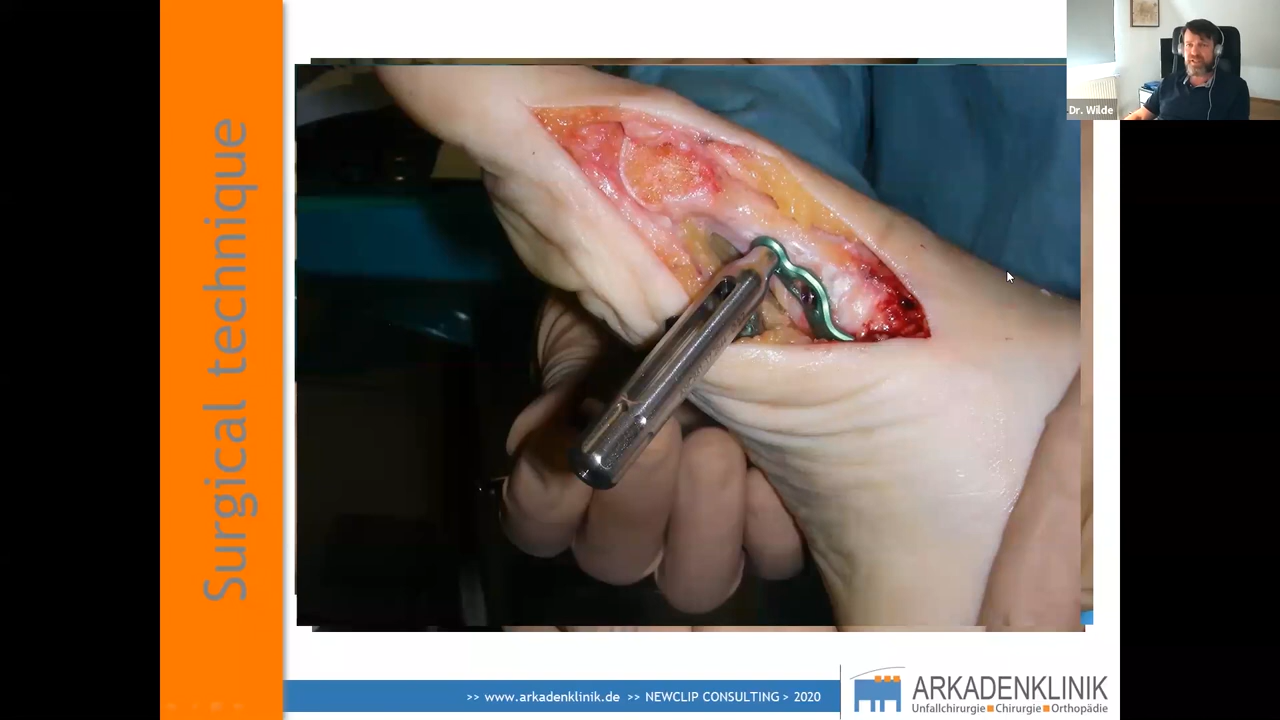 Surgical technique
Dr. Wilde
>> www.arkadenklinik.de >> NEWCLIP CONSULTING > 2020
ARKADENKLINIK
Unfallchirurgie ■ Chirurgie ■ Orthopädie